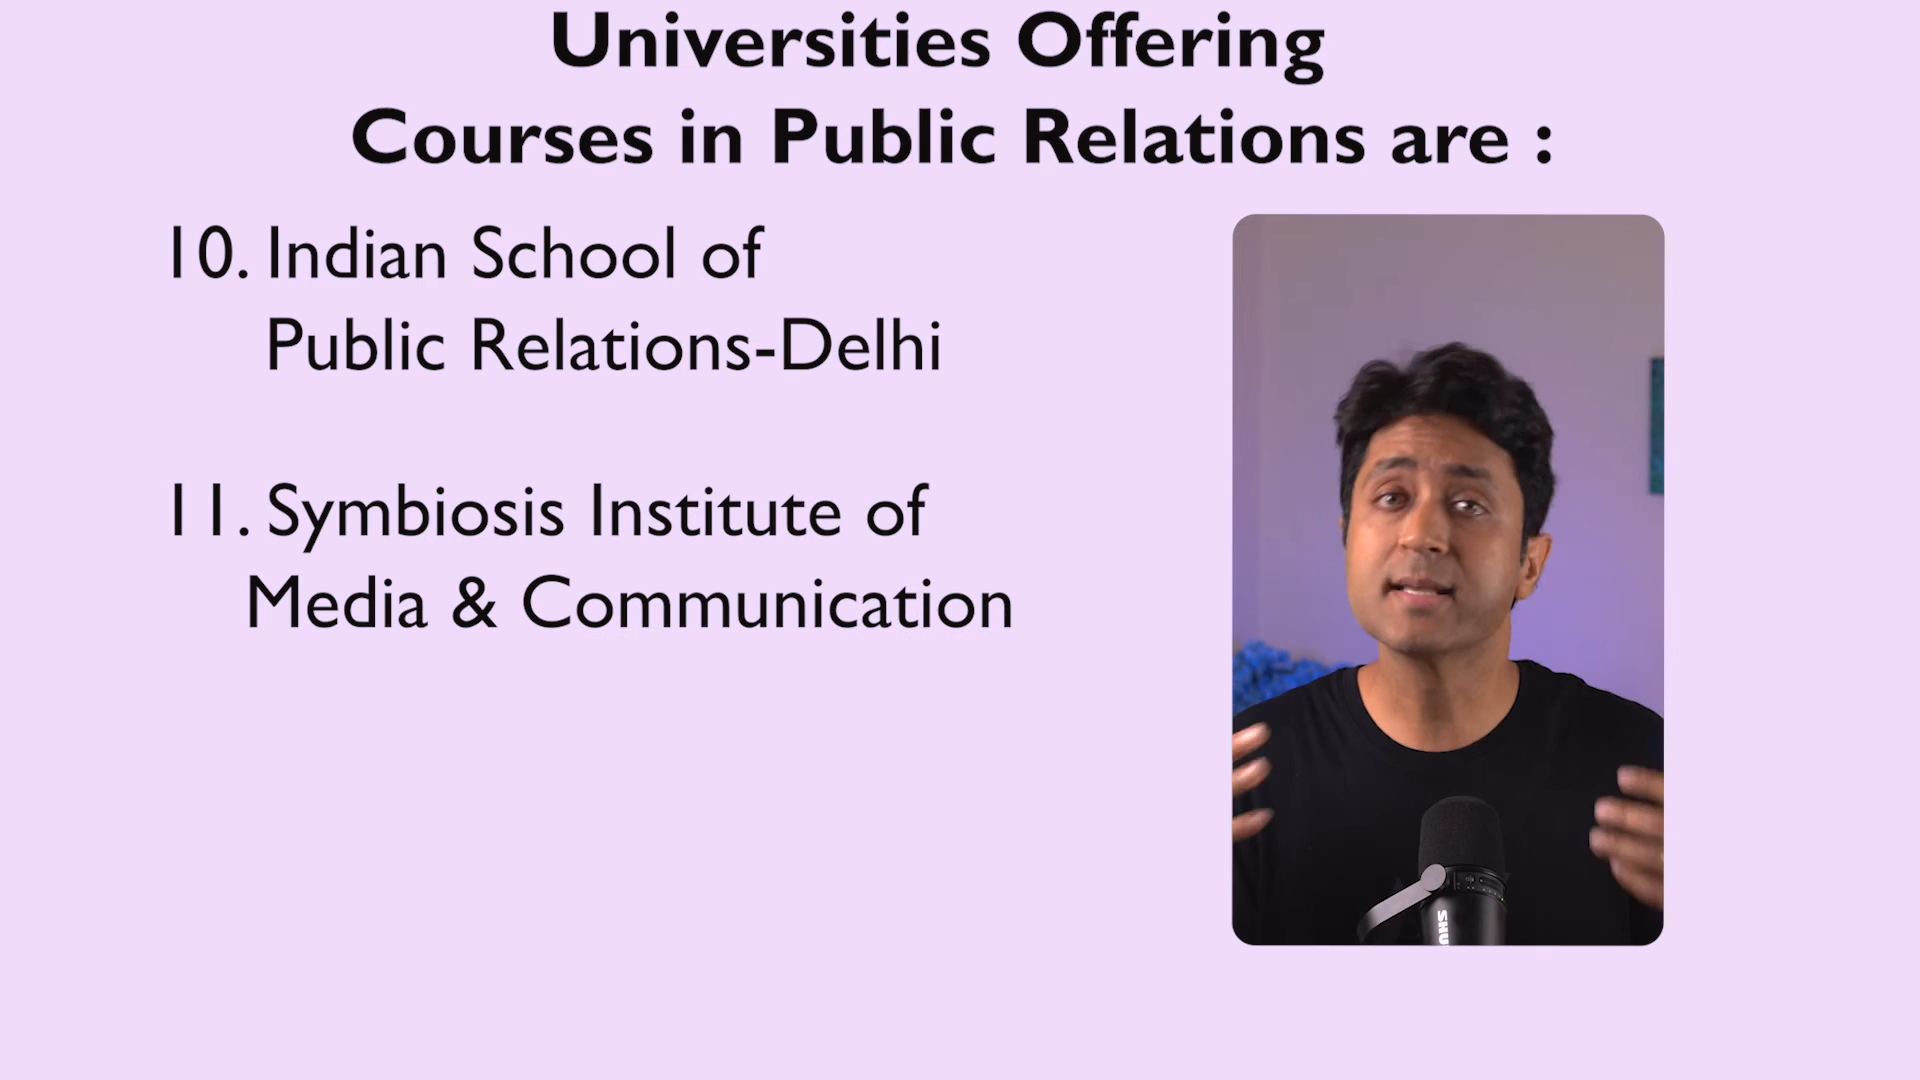 Universities Offering
Courses in Public Relations are :
10. Indian School of
Public Relations-Delhi
11. Symbiosis Institute of
Media & Communication